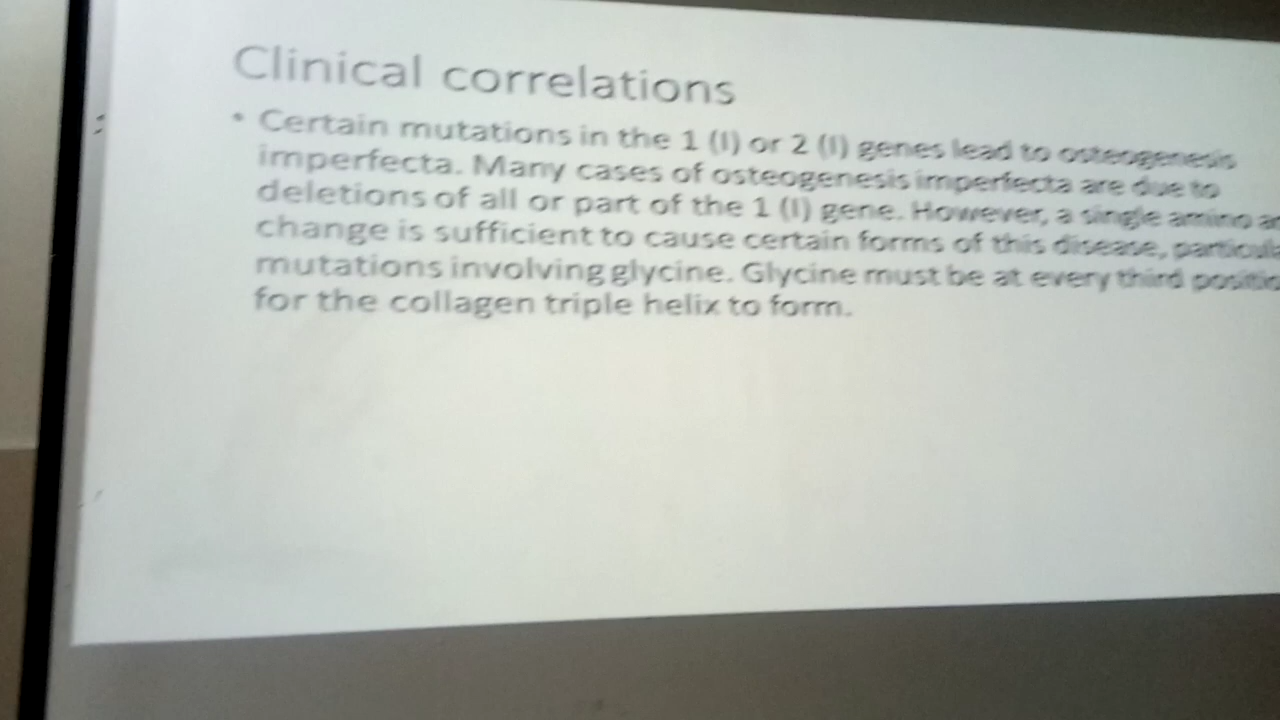 Clinical correlations
• Certain mutations in the 1 (I) or 2 (I) genes lead to osteogenesis
imperfecta. Many cases of osteogenesis imperfecta are due to
deletions of all or part of the 1 (I) gene. However, a single amino
change is sufficient to cause certain forms of this disease,
mutations involving glycine. Glycine must be at every third
for the collagen triple helix to form.